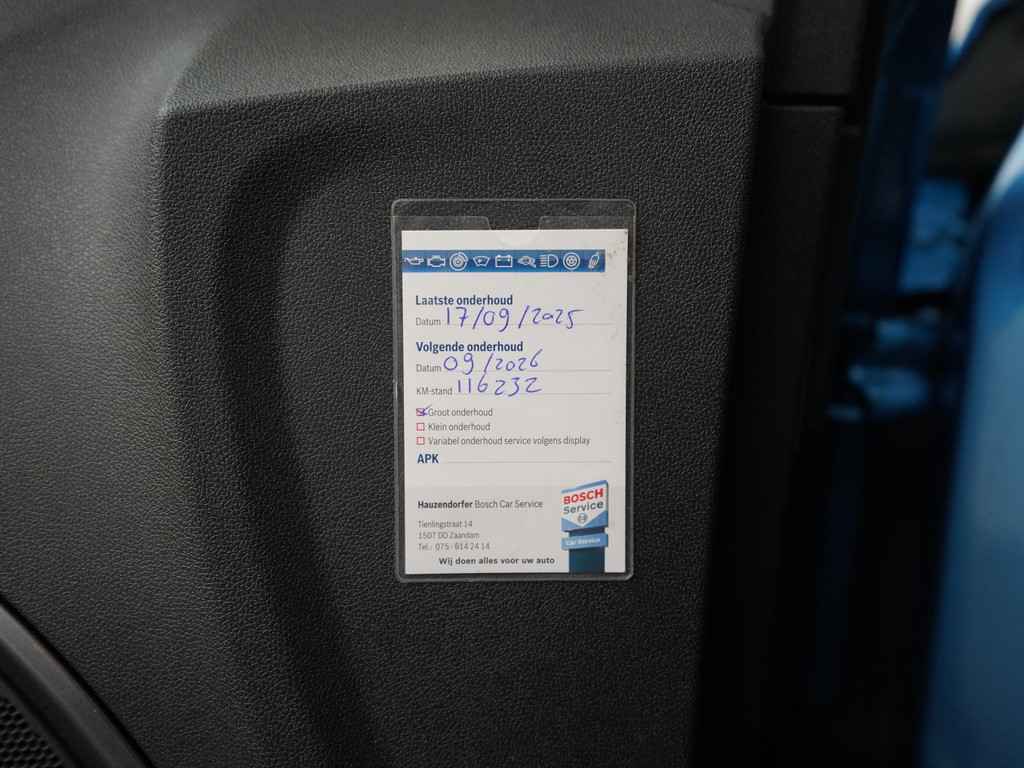 Laatste onderhoud
Datum 17/09/2025
Volgende onderhoud
Datum 09/2026
KM-stand 116232
Groot onderhoud
Klein onderhoud
Variabel onderhoud service volgens display
APK
Hauzendorfer Bosch Car Service
Tienlingstraat 14
1507 DD Zaandam
Tel.: 075 - 614 24 14
Wij doen alles voor uw auto
BOSCH
Service
Car Service